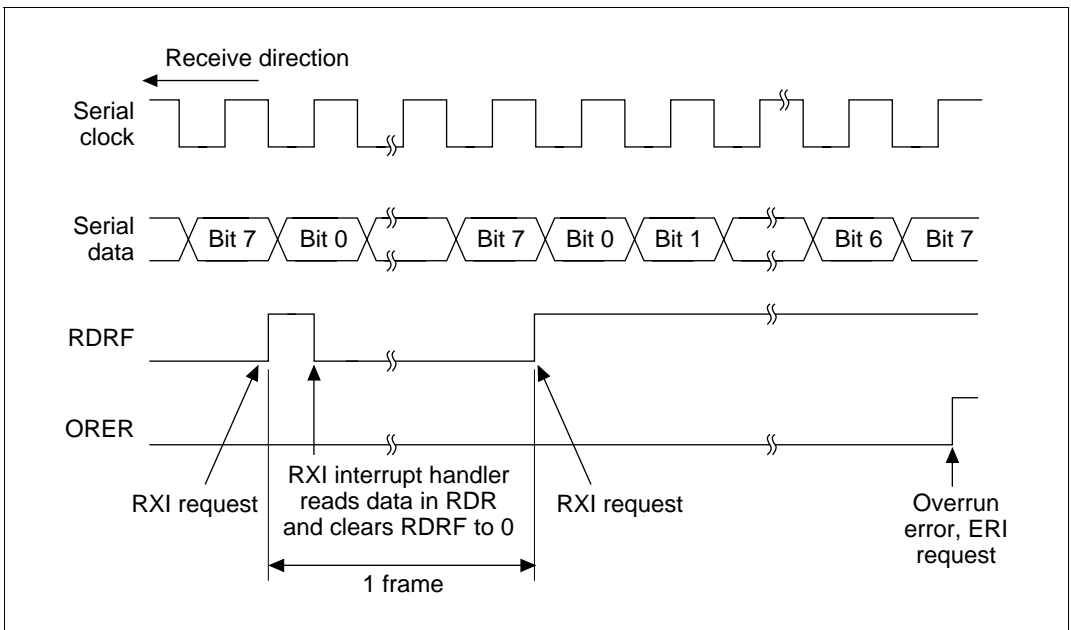 Receive direction
Serial
clock
Serial
data
Bit 7 Bit 0 Bit 7 Bit 0 Bit 1 Bit 6 Bit 7
RDRF
ORER
RXI request
RXI interrupt handler
reads data in RDR
and clears RDRF to 0
RXI request
Overrun
error, ERI
request
1 frame